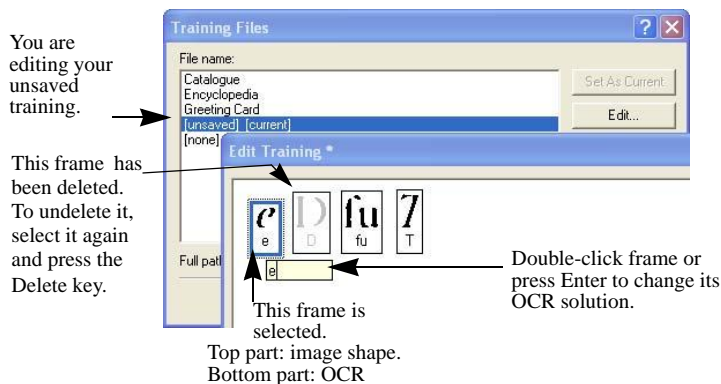 You are
editing your
unsaved
training.
This frame has
been deleted.
To undelete it,
select it again
and press the
Delete key.
Training Files
File name:
Catalogue
Encyclopedia
Greeting Card
[unsaved] [current]
[none]
Set As Current
Edit...
Full pat
Edit Training *
e
e
D
D
fu
fu
T
e
Double-click frame or
press Enter to change its
OCR solution.
This frame is
selected.
Top part: image shape.
Bottom part: OCR